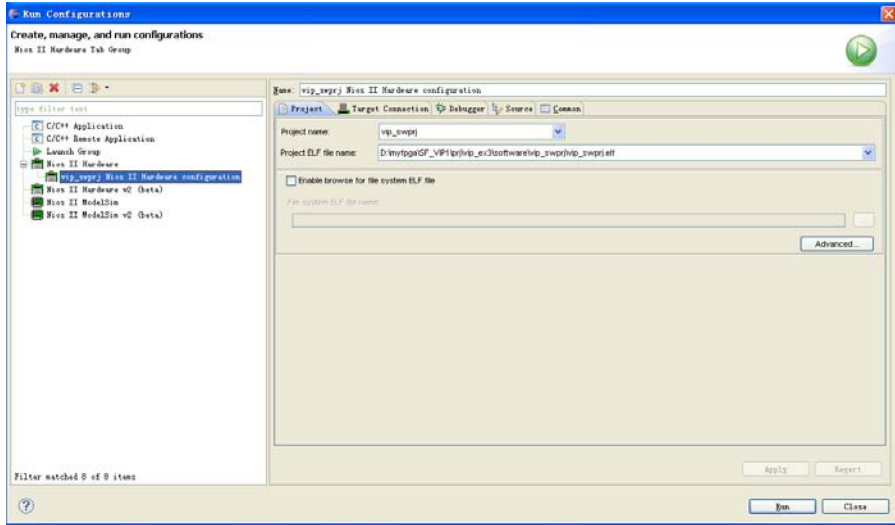 Run Configurations
Create, manage, and run configurations
Nios II Hardware Tab Group
type filter text
C/C++ Application
C/C++ Remote Application
Launch Group
Nios II Hardware
vip_swprj Nios II Hardware configuration
Nios II Hardware v2 (beta)
Nios II ModelSim
Nios II ModelSim v2 (beta)
Filter matched 8 of 8 items
Name: vip_swprj Nios II Hardware configuration
Project Target Connection Debugger Source Common
Project name: vip_swprj
Project ELF file name: D:\myfpga\SF_VIP1\prj\vip_ex3\software\vip_swprj\vip_swprj.elf
Enable browse for file system ELF file
File system ELF file name:
...
Advanced...
Apply Revert
Run Close